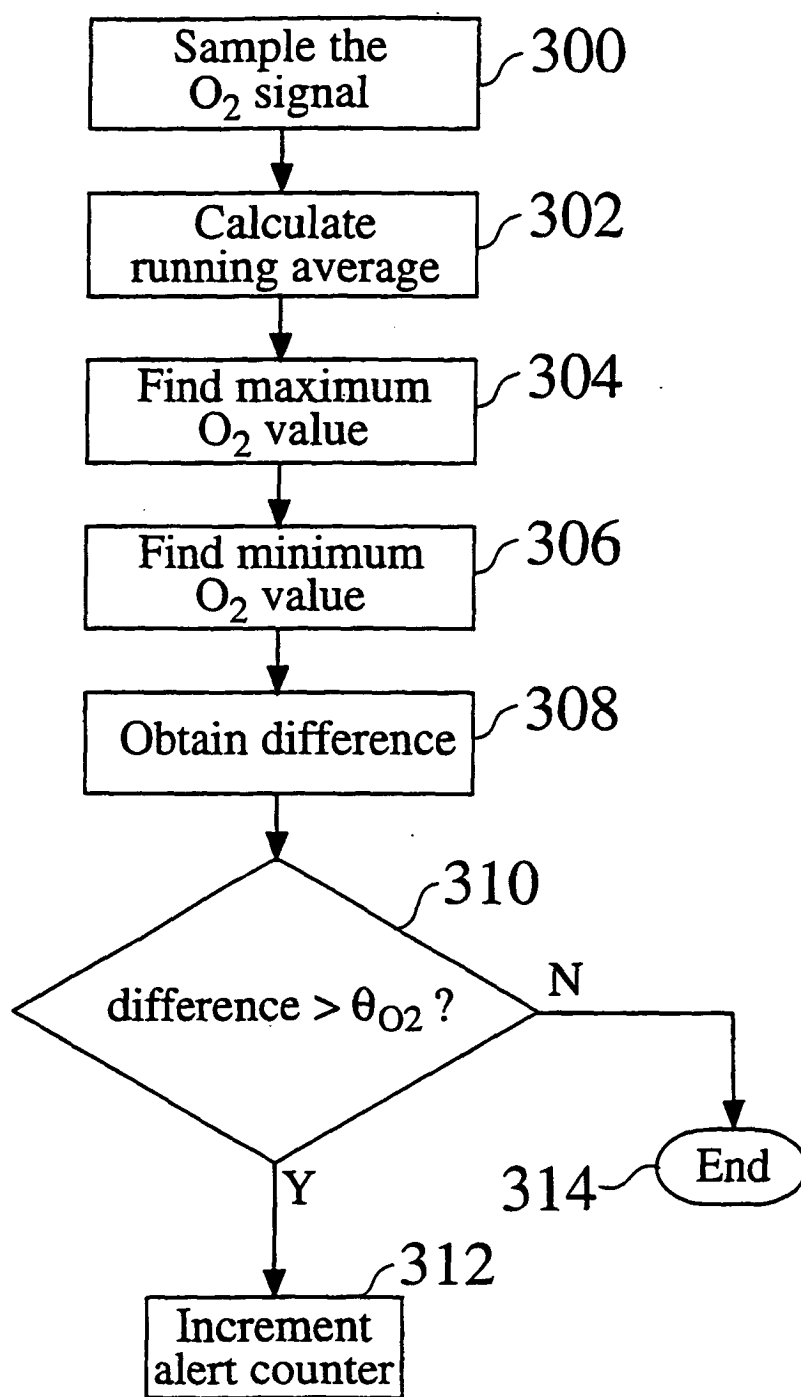 Sample the
O₂ signal
300
Calculate
running average
302
Find maximum
O₂ value
304
Find minimum
O₂ value
306
Obtain difference
308
310
difference > θO2 ?
N
End
314
Y
312
Increment
alert counter